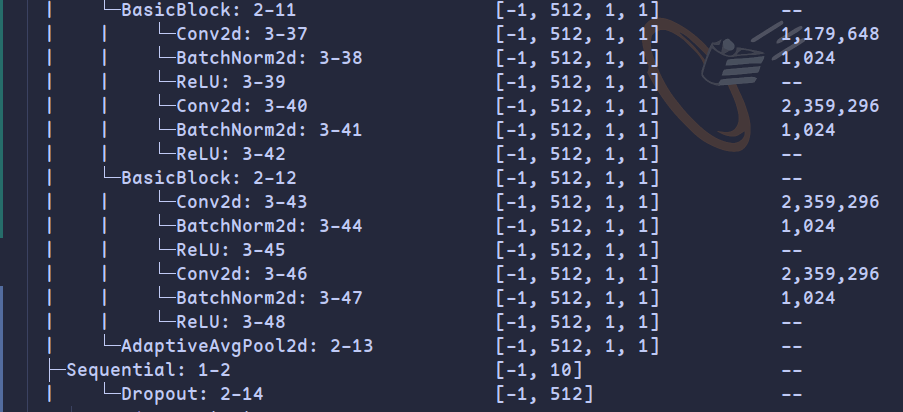 |    └─BasicBlock: 2-11    [-1, 512, 1, 1]    --
|    |    └─Conv2d: 3-37    [-1, 512, 1, 1]    1,179,648
|    |    └─BatchNorm2d: 3-38    [-1, 512, 1, 1]    1,024
|    |    └─ReLU: 3-39    [-1, 512, 1, 1]    --
|    |    └─Conv2d: 3-40    [-1, 512, 1, 1]    2,359,296
|    |    └─BatchNorm2d: 3-41    [-1, 512, 1, 1]    1,024
|    |    └─ReLU: 3-42    [-1, 512, 1, 1]    --
|    └─BasicBlock: 2-12    [-1, 512, 1, 1]    --
|    |    └─Conv2d: 3-43    [-1, 512, 1, 1]    2,359,296
|    |    └─BatchNorm2d: 3-44    [-1, 512, 1, 1]    1,024
|    |    └─ReLU: 3-45    [-1, 512, 1, 1]    --
|    |    └─Conv2d: 3-46    [-1, 512, 1, 1]    2,359,296
|    |    └─BatchNorm2d: 3-47    [-1, 512, 1, 1]    1,024
|    |    └─ReLU: 3-48    [-1, 512, 1, 1]    --
|    └─AdaptiveAvgPool2d: 2-13    [-1, 512, 1, 1]    --
├─Sequential: 1-2    [-1, 10]    --
|    └─Dropout: 2-14    [-1, 512]    --